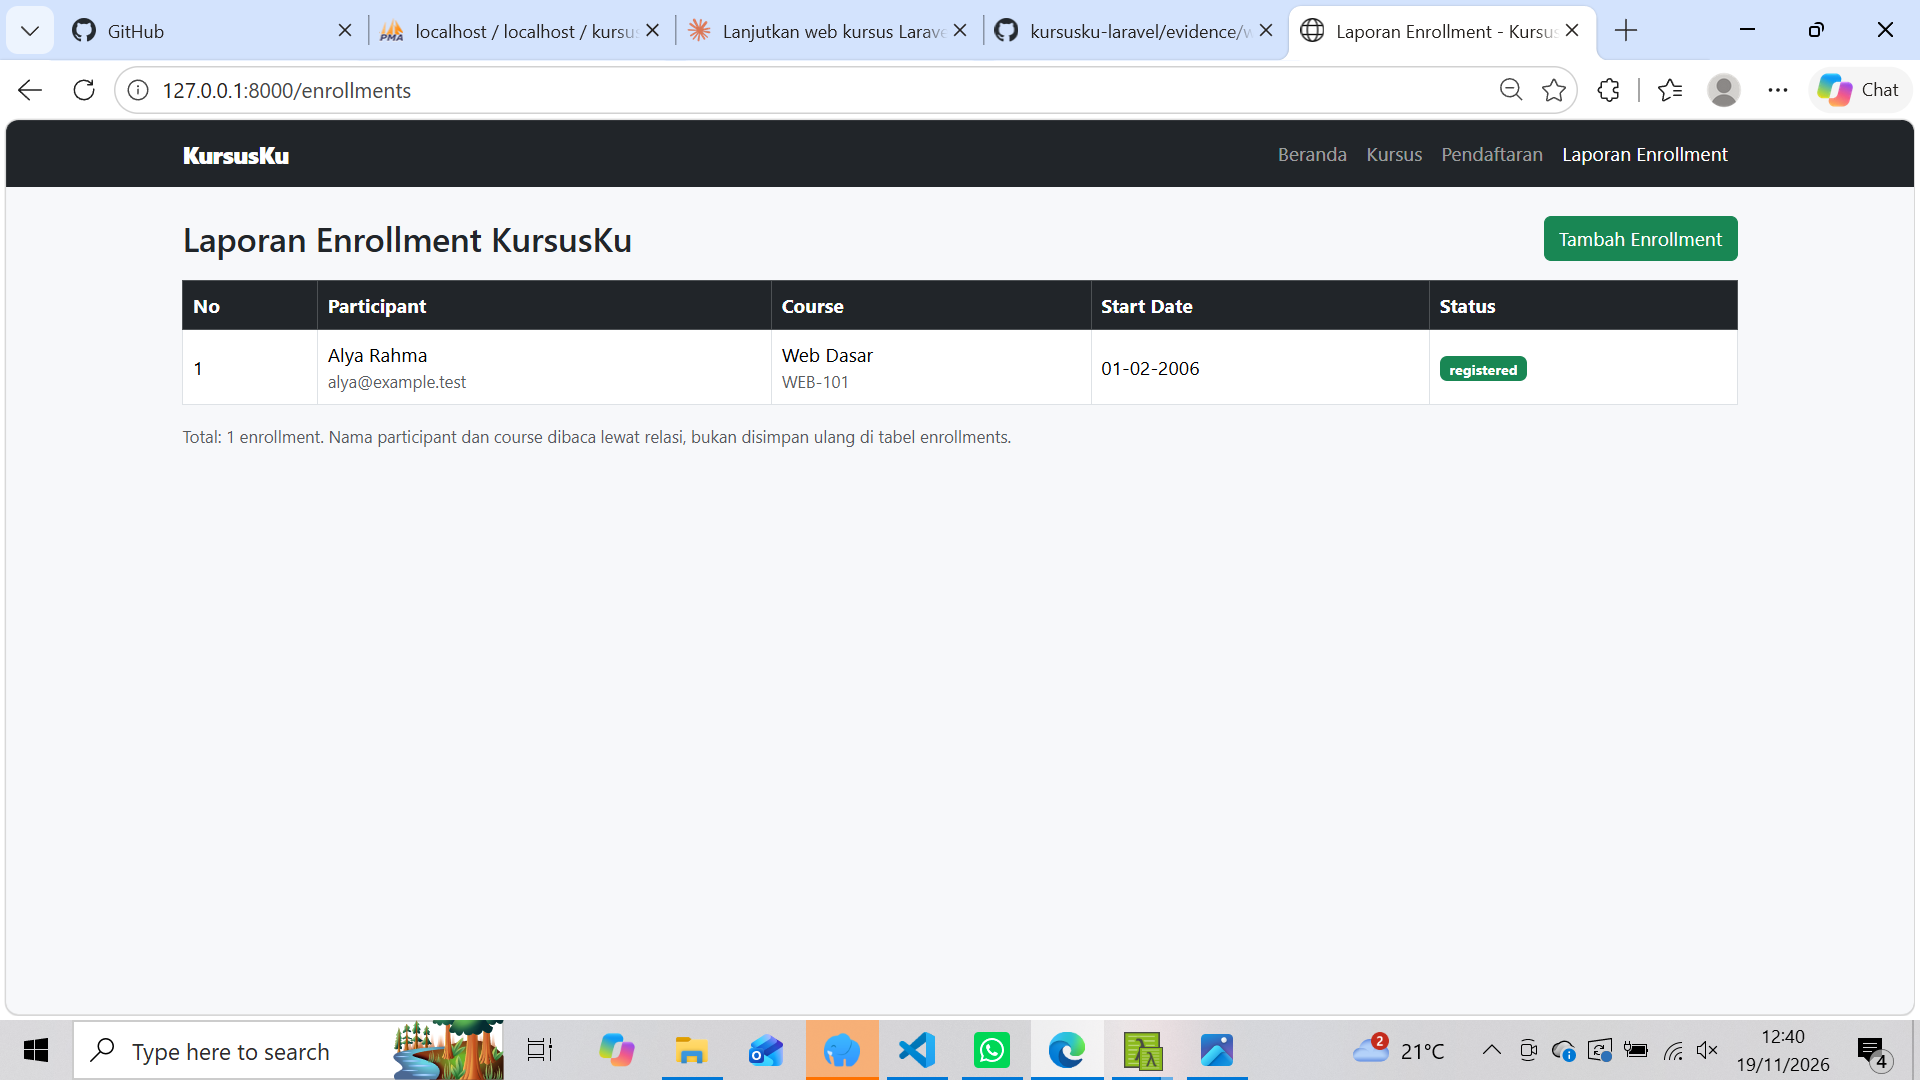 GitHub
localhost / localhost / kursus
Lanjutkan web kursus Larave
kursusku-laravel/evidence/w
Laporan Enrollment - Kursus
127.0.0.1:8000/enrollments
Chat
KursusKu
Beranda
Kursus
Pendaftaran
Laporan Enrollment
Laporan Enrollment KursusKu
Tambah Enrollment
No
Participant
Course
Start Date
Status
1
Alya Rahma
alya@example.test
Web Dasar
WEB-101
01-02-2006
registered
Total: 1 enrollment. Nama participant dan course dibaca lewat relasi, bukan disimpan ulang di tabel enrollments.
Type here to search
2
21°C
12:40
19/11/2026
4